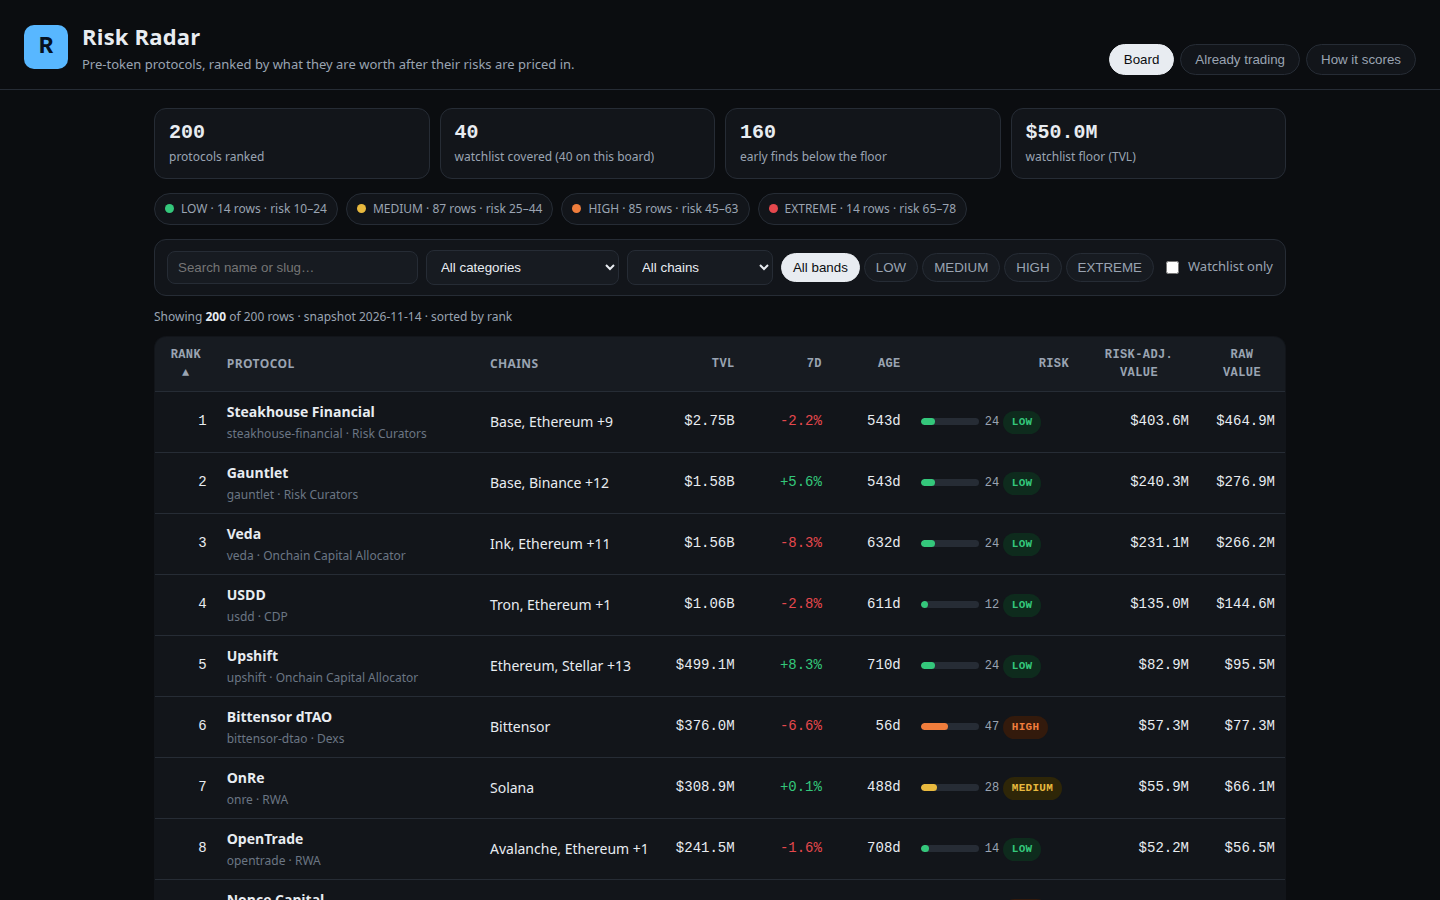 R
Risk Radar
Pre-token protocols, ranked by what they are worth after their risks are priced in.
Board
Already trading
How it scores
200
protocols ranked
40
watchlist covered (40 on this board)
160
early finds below the floor
$50.0M
watchlist floor (TVL)
LOW · 14 rows · risk 10–24
MEDIUM · 87 rows · risk 25–44
HIGH · 85 rows · risk 45–63
EXTREME · 14 rows · risk 65–78
Search name or slug…
All categories
All chains
All bands
LOW
MEDIUM
HIGH
EXTREME
Watchlist only
Showing 200 of 200 rows · snapshot 2026-11-14 · sorted by rank
RANK ▲ PROTOCOL CHAINS TVL 7D AGE RISK RISK-ADJ. VALUE RAW VALUE
1 Steakhouse Financial Base, Ethereum +9 $2.75B -2.2% 543d 24 LOW $403.6M $464.9M
steakhouse-financial · Risk Curators
2 Gauntlet Base, Binance +12 $1.58B +5.6% 543d 24 LOW $240.3M $276.9M
gauntlet · Risk Curators
3 Veda Ink, Ethereum +11 $1.56B -8.3% 632d 24 LOW $231.1M $266.2M
veda · Onchain Capital Allocator
4 USDD Tron, Ethereum +1 $1.06B -2.8% 611d 12 LOW $135.0M $144.6M
usdd · CDP
5 Upshift Ethereum, Stellar +13 $499.1M +8.3% 710d 24 LOW $82.9M $95.5M
upshift · Onchain Capital Allocator
6 Bittensor dTAO Bittensor $376.0M -6.6% 56d 47 HIGH $57.3M $77.3M
bittensor-dtao · Dexs
7 OnRe Solana $308.9M +0.1% 488d 28 MEDIUM $55.9M $66.1M
onre · RWA
8 OpenTrade Avalanche, Ethereum +1 $241.5M -1.6% 708d 14 LOW $52.2M $56.5M
opentrade · RWA